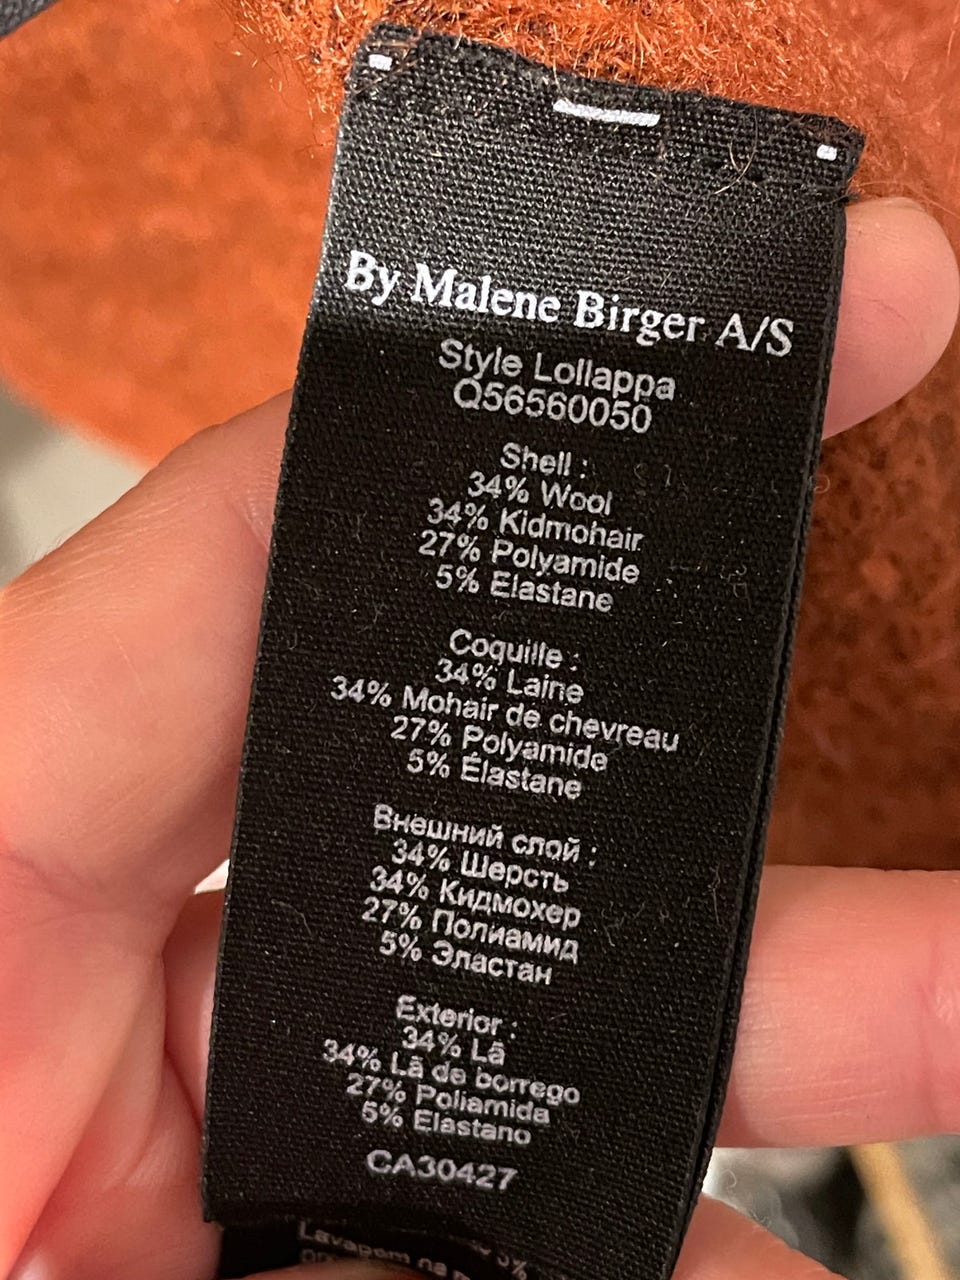 By Malene Birger A/S
Style Lollappa
Q56560050
Shell :
34% Wool
34% Kidmohair
27% Polyamide
5% Elastane
Coquille :
34% Laine
34% Mohair de chevreau
27% Polyamide
5% Élastane
Внешний слой :
34% Шерсть
34% Кидмохер
27% Полиамид
5% Эластан
Exterior :
34% Lã
34% Lã de borrego
27% Poliamida
5% Elastano
CA30427
Lavagem na